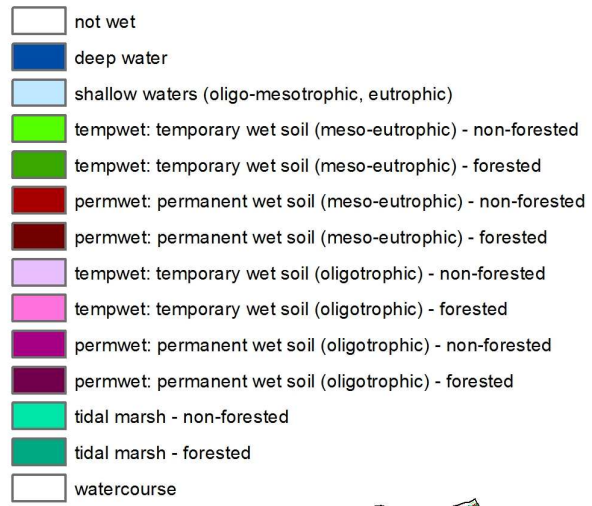 not wet
deep water
shallow waters (oligo-mesotrophic, eutrophic)
tempwet: temporary wet soil (meso-eutrophic) - non-forested
tempwet: temporary wet soil (meso-eutrophic) - forested
permwet: permanent wet soil (meso-eutrophic) - non-forested
permwet: permanent wet soil (meso-eutrophic) - forested
tempwet: temporary wet soil (oligotrophic) - non-forested
tempwet: temporary wet soil (oligotrophic) - forested
permwet: permanent wet soil (oligotrophic) - non-forested
permwet: permanent wet soil (oligotrophic) - forested
tidal marsh - non-forested
tidal marsh - forested
watercourse